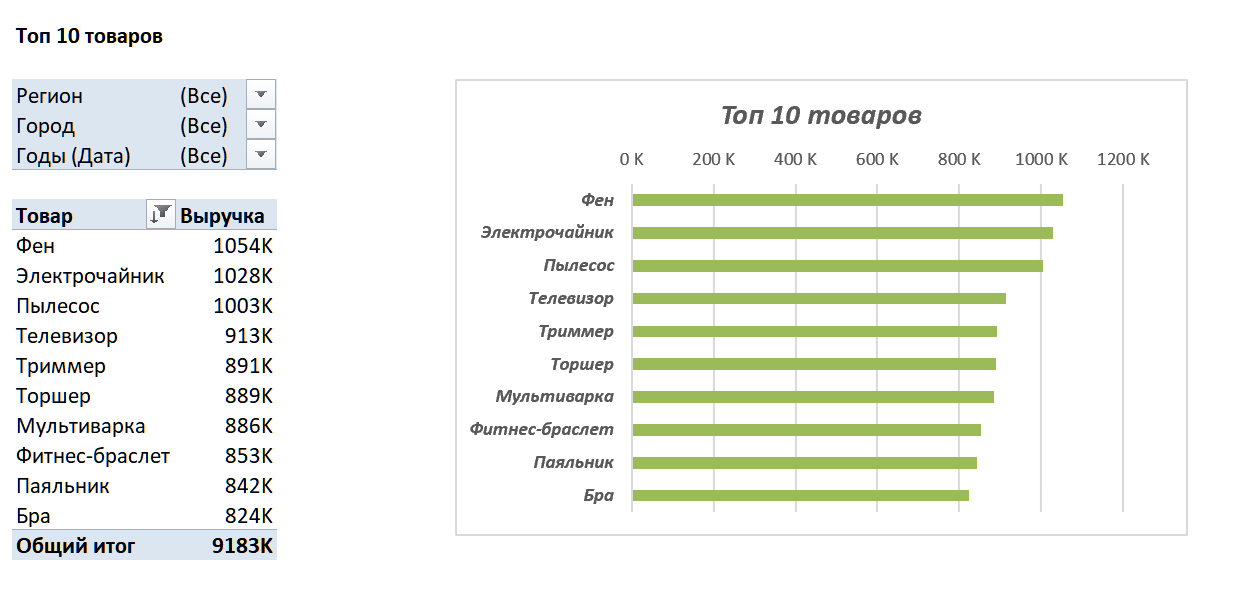 Топ 10 товаров
Регион (Все)
Город (Все)
Годы (Дата) (Все)
Товар Выручка
Фен 1054K
Электрочайник 1028K
Пылесос 1003K
Телевизор 913K
Триммер 891K
Торшер 889K
Мультиварка 886K
Фитнес-браслет 853K
Паяльник 842K
Бра 824K
Общий итог 9183K
Топ 10 товаров
0 K 200 K 400 K 600 K 800 K 1000 K 1200 K
Фен
Электрочайник
Пылесос
Телевизор
Триммер
Торшер
Мультиварка
Фитнес-браслет
Паяльник
Бра